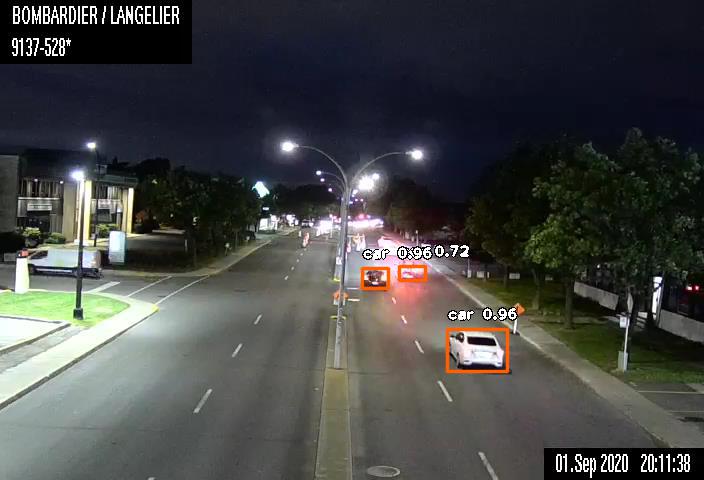 BOMBARDIER / LANGELIER
9137-528*
car 0.96
0.72
car 0.96
01.Sep 2020 20:11:38